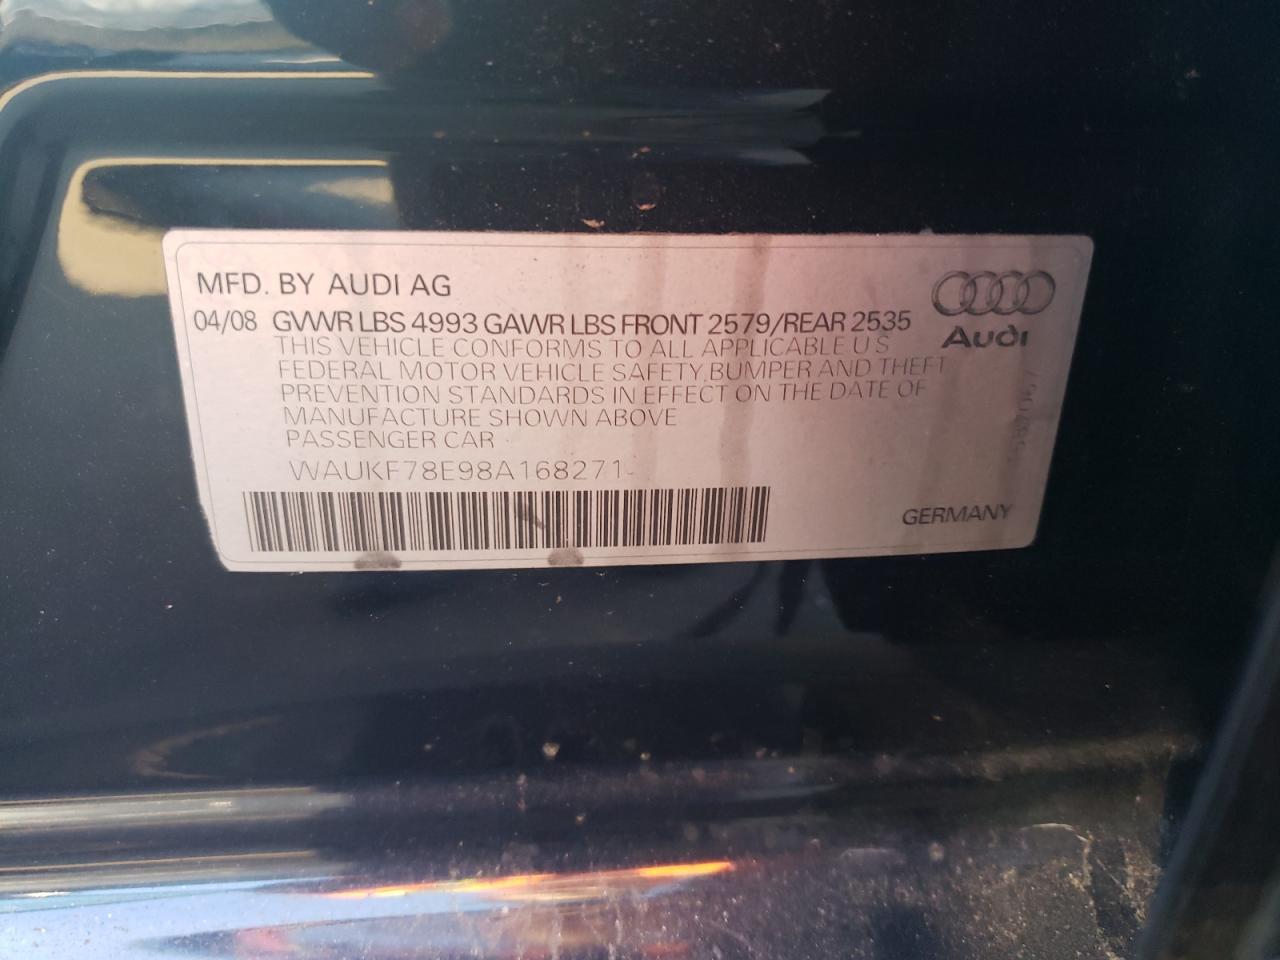 MFD. BY AUDI AG
04/08 GVWR LBS 4993 GAWR LBS FRONT 2579/REAR 2535
THIS VEHICLE CONFORMS TO ALL APPLICABLE U S
FEDERAL MOTOR VEHICLE SAFETY, BUMPER AND THEFT
PREVENTION STANDARDS IN EFFECT ON THE DATE OF
MANUFACTURE SHOWN ABOVE
PASSENGER CAR
WAUKF78E98A168271
Audi
GERMANY